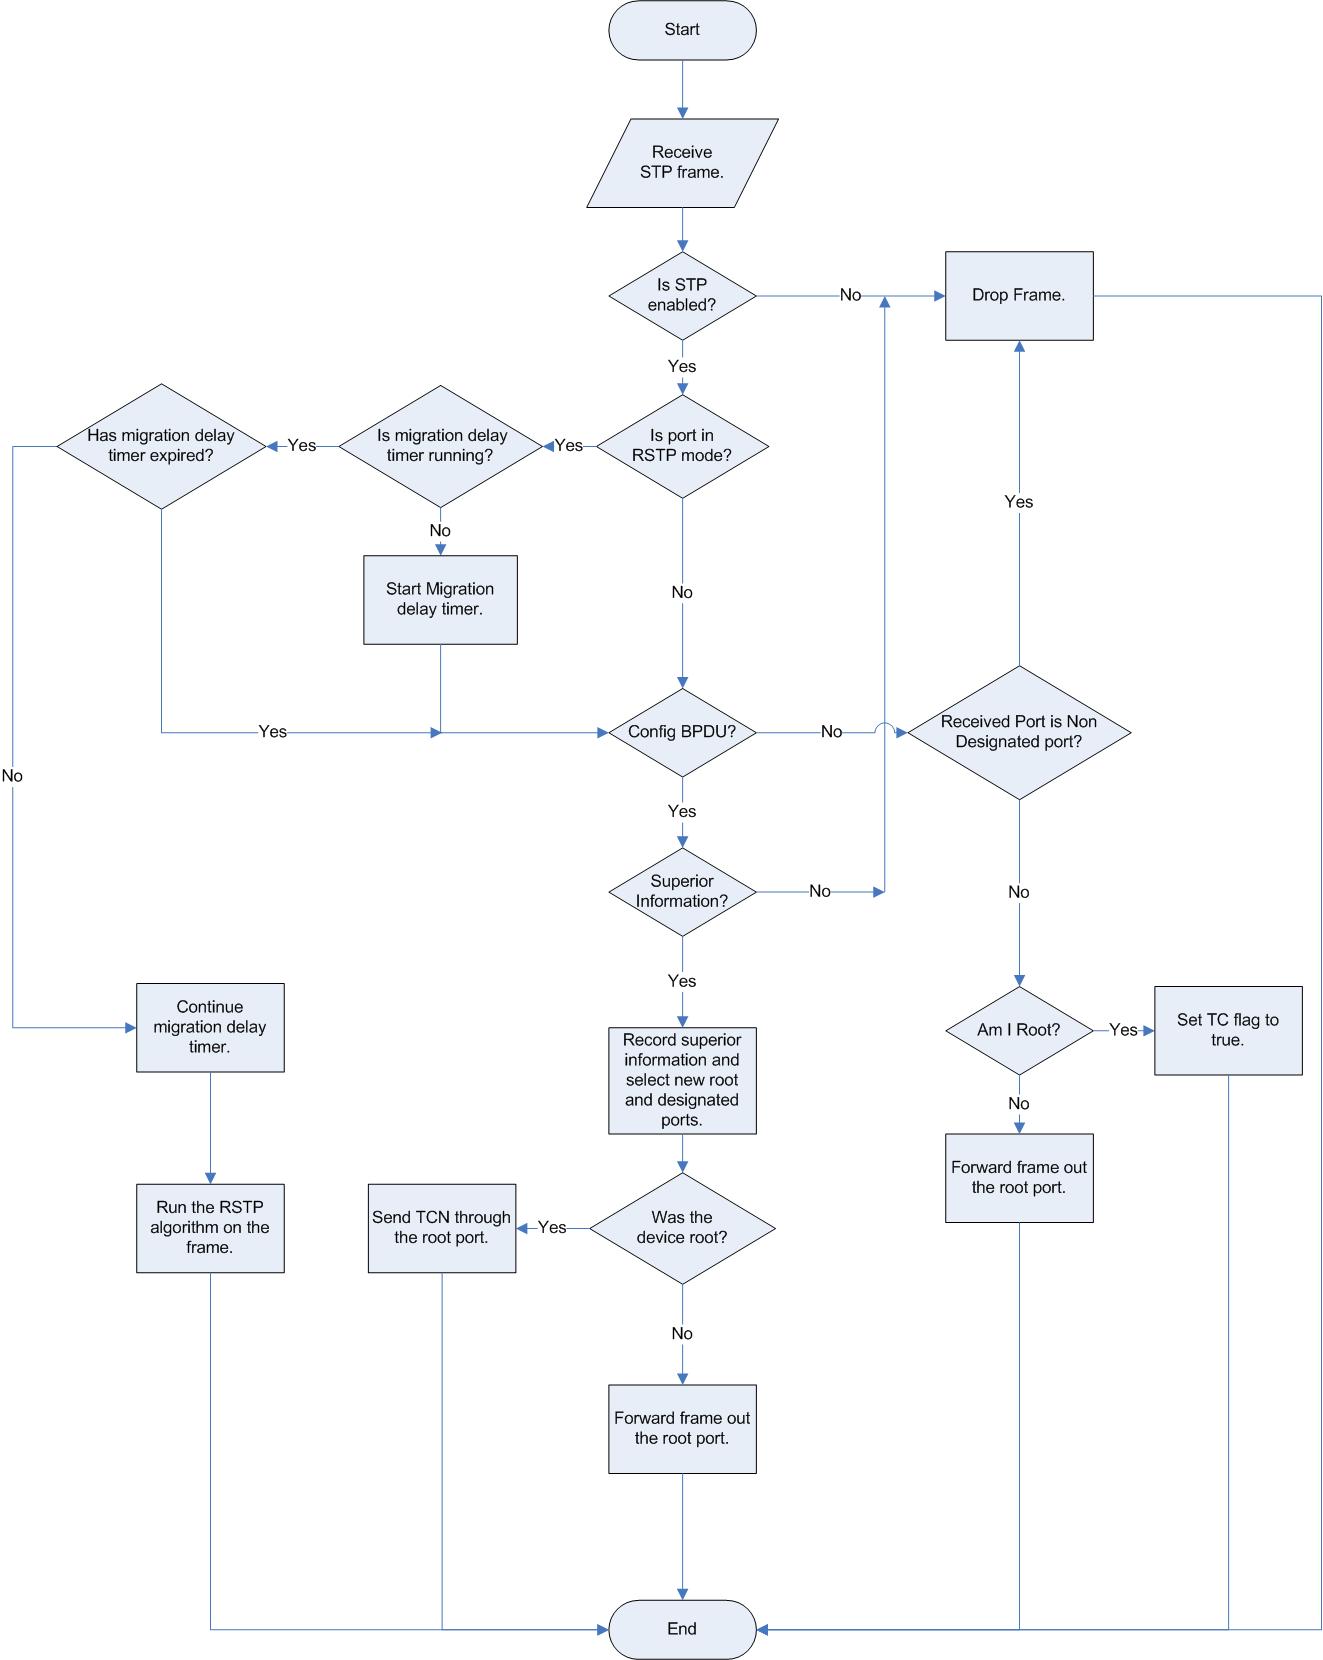 Start
Receive
STP frame.
Is STP
enabled?
No
Drop Frame.
Yes
Has migration delay
timer expired?
Yes
Is migration delay
timer running?
Yes
Is port in
RSTP mode?
Yes
No
Start Migration
delay timer.
No
Yes
Config BPDU?
No
Received Port is Non
Designated port?
No
Yes
Superior
Information?
No
No
Yes
Continue
migration delay
timer.
Record superior
information and
select new root
and designated
ports.
Am I Root?
Yes
Set TC flag to
true.
No
Forward frame out
the root port.
Run the RSTP
algorithm on the
frame.
Send TCN through
the root port.
Yes
Was the
device root?
No
Forward frame out
the root port.
End